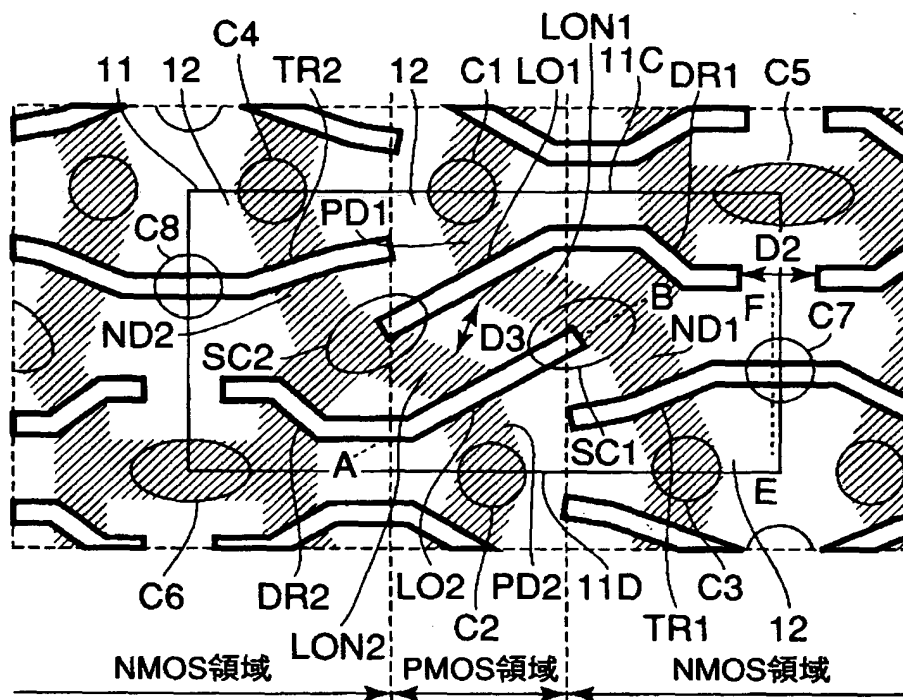 LON1
C4
11
12
TR2
12
C1
LO1
11C
DR1
C5
PD1
C8
D2
B
F
D3
C7
ND2
SC2
ND1
A
SC1
E
C6
DR2
LO2
PD2
11D
C3
LON2
C2
TR1
12
NMOS領域
PMOS領域
NMOS領域